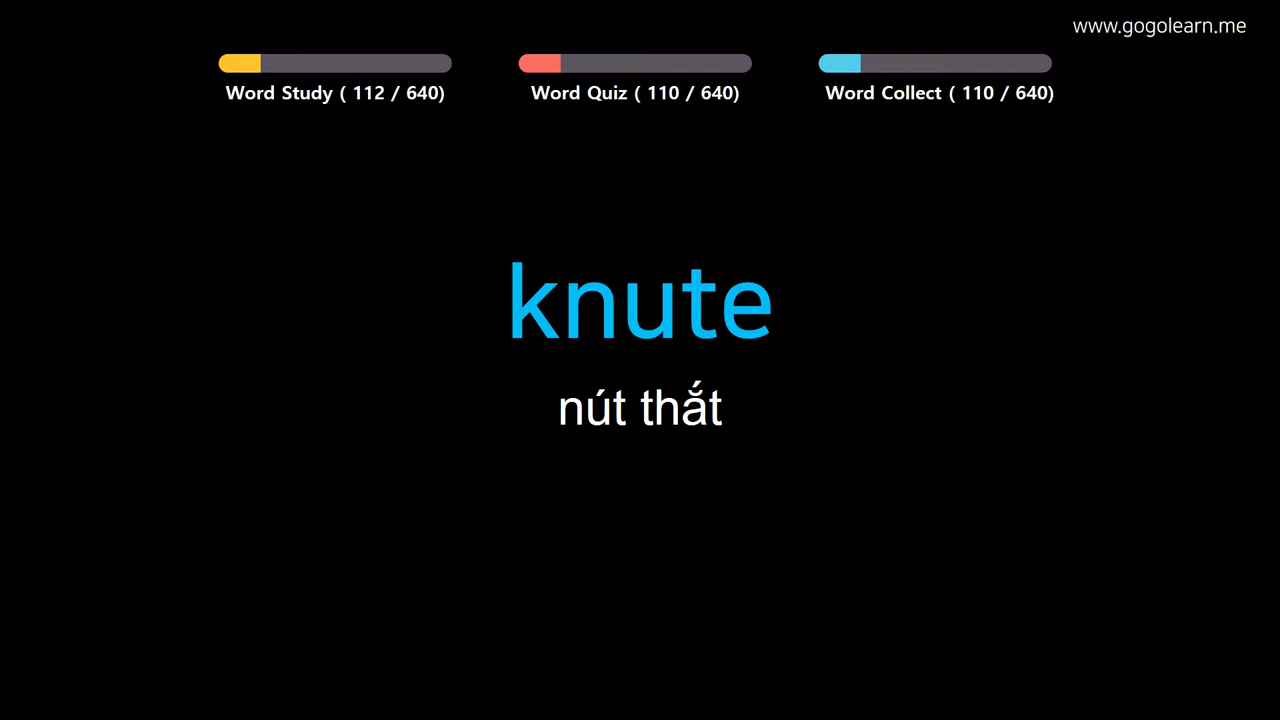 www.gogolearn.me
Word Study ( 112 / 640)
Word Quiz ( 110 / 640)
Word Collect ( 110 / 640)
knute
nút thắt